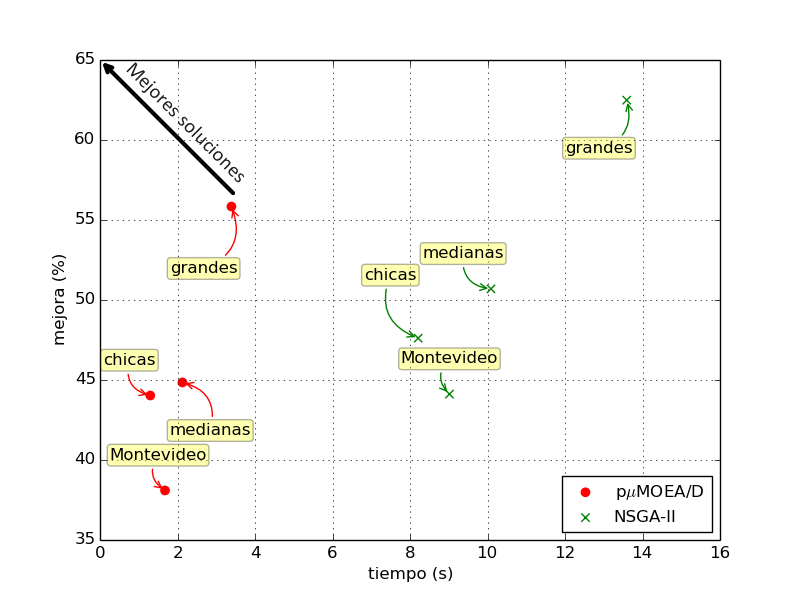 65
60
55
50
45
40
35
mejora (%)
Mejores soluciones
grandes
grandes
medianas
chicas
Montevideo
chicas
medianas
Montevideo
pμMOEA/D
NSGA-II
0 2 4 6 8 10 12 14 16
tiempo (s)